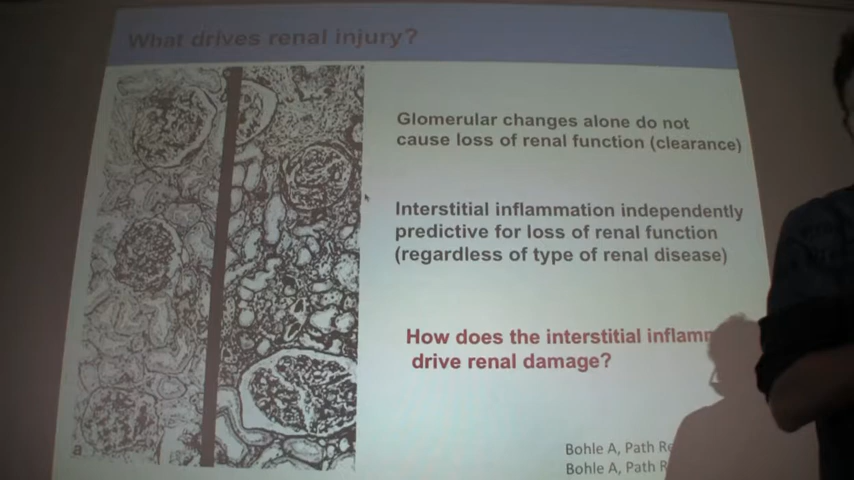 What drives renal injury?
Glomerular changes alone do not
cause loss of renal function (clearance)
Interstitial inflammation independently
predictive for loss of renal function
(regardless of type of renal disease)
How does the interstitial inflamm
drive renal damage?
a
Bohle A, Path Re
Bohle A, Path R